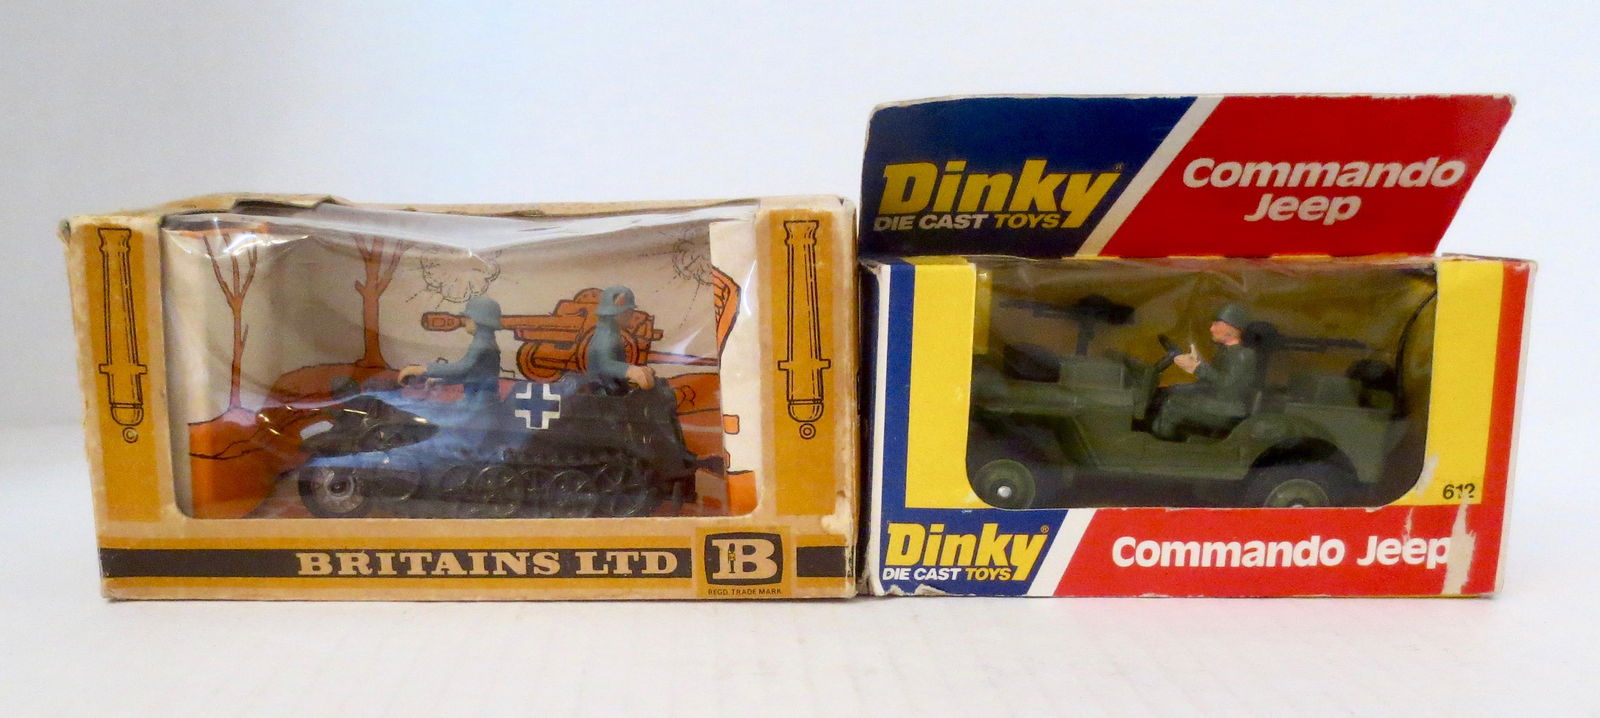 ©
©
BRITAINS LTD
B
REGD. TRADE MARK
Dinky®
DIE CAST TOYS
Commando
Jeep
612
Dinky®
DIE CAST TOYS
Commando Jeep